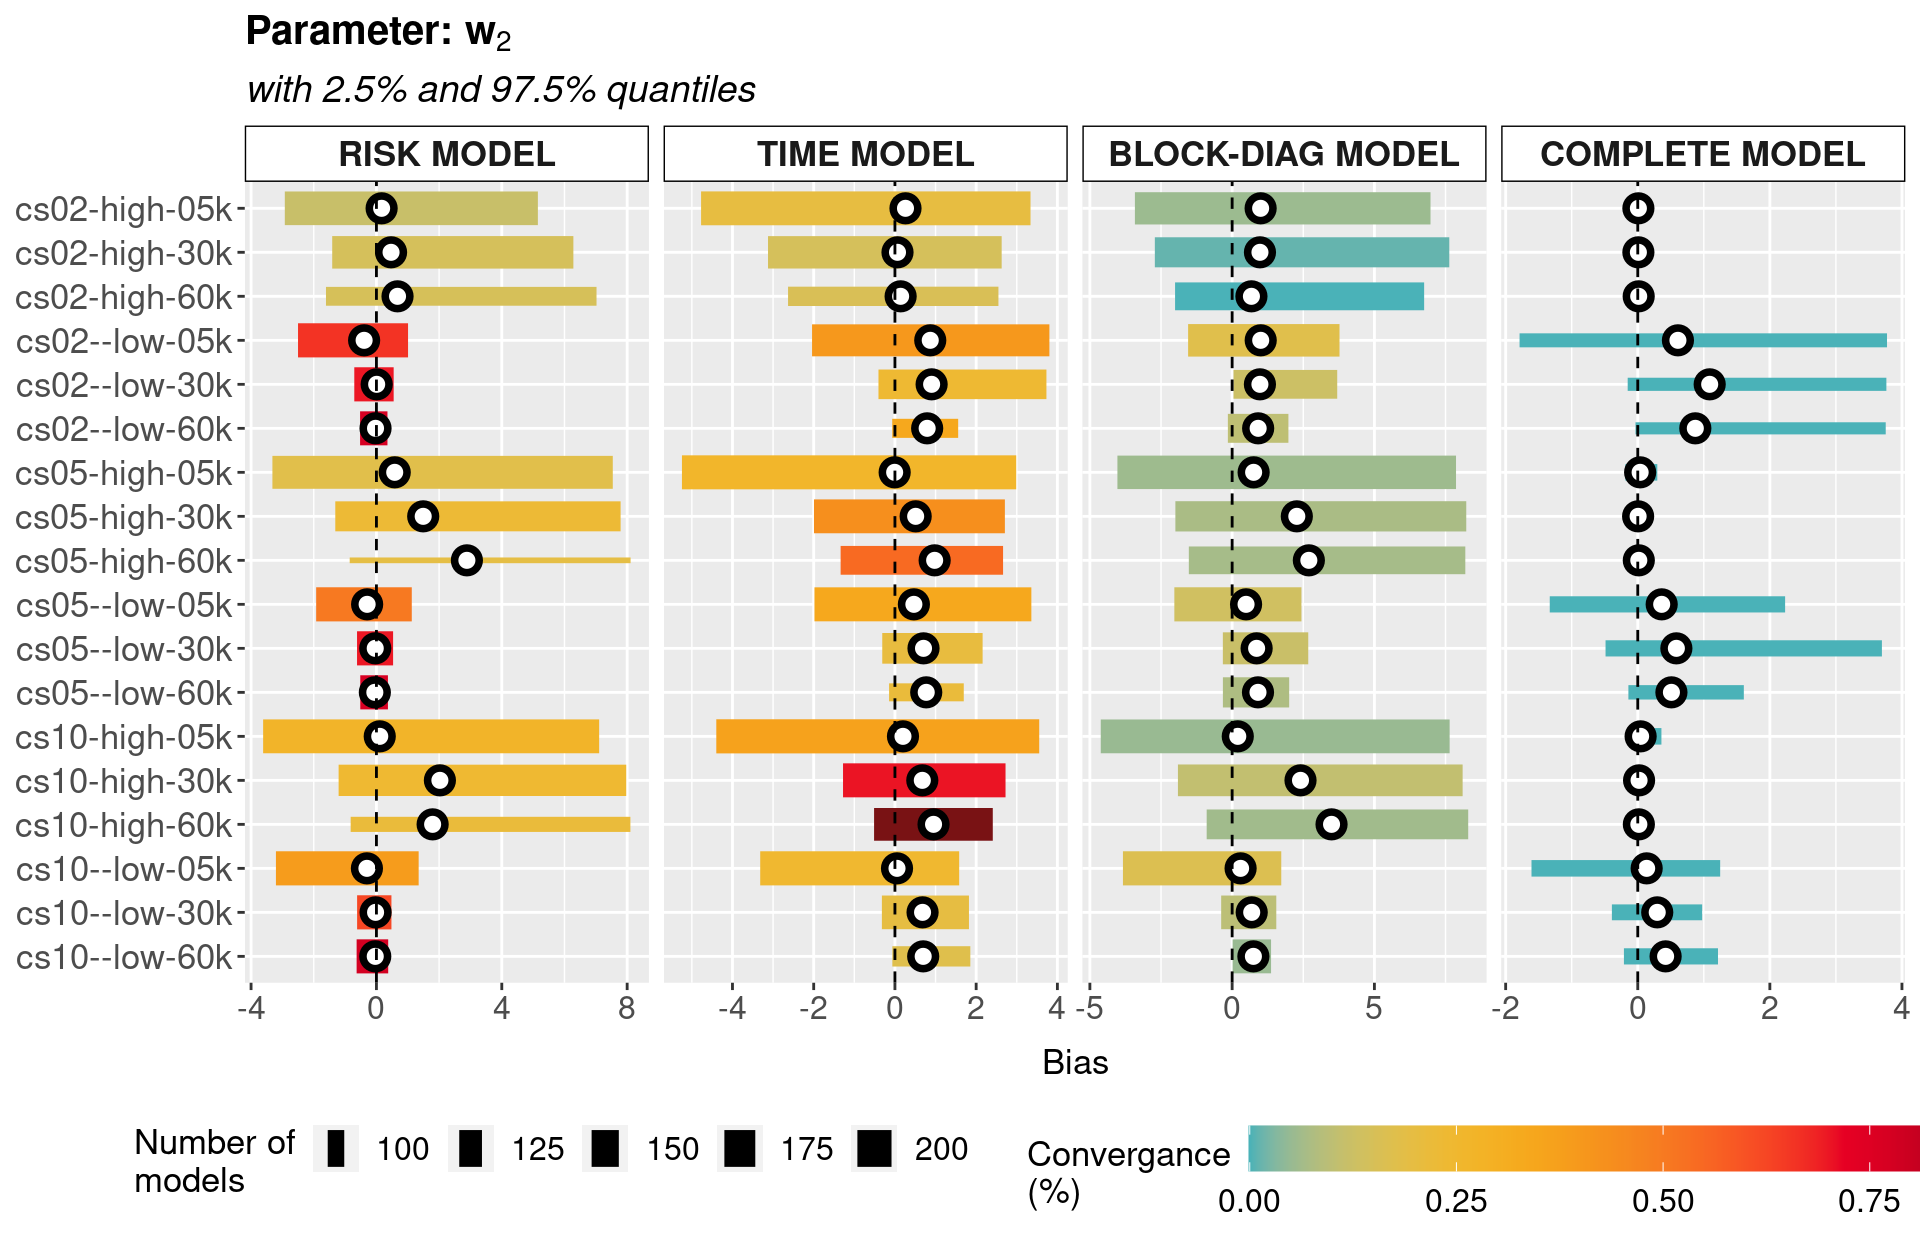 Parameter: w₂
with 2.5% and 97.5% quantiles
RISK MODEL TIME MODEL BLOCK-DIAG MODEL COMPLETE MODEL
cs02-high-05k
cs02-high-30k
cs02-high-60k
cs02--low-05k
cs02--low-30k
cs02--low-60k
cs05-high-05k
cs05-high-30k
cs05-high-60k
cs05--low-05k
cs05--low-30k
cs05--low-60k
cs10-high-05k
cs10-high-30k
cs10-high-60k
cs10--low-05k
cs10--low-30k
cs10--low-60k
-4 0 4 8 -4 -2 0 2 4 -5 0 5 -2 0 2 4
Bias
Number of models 100 125 150 175 200
Convergance (%) 0.00 0.25 0.50 0.75